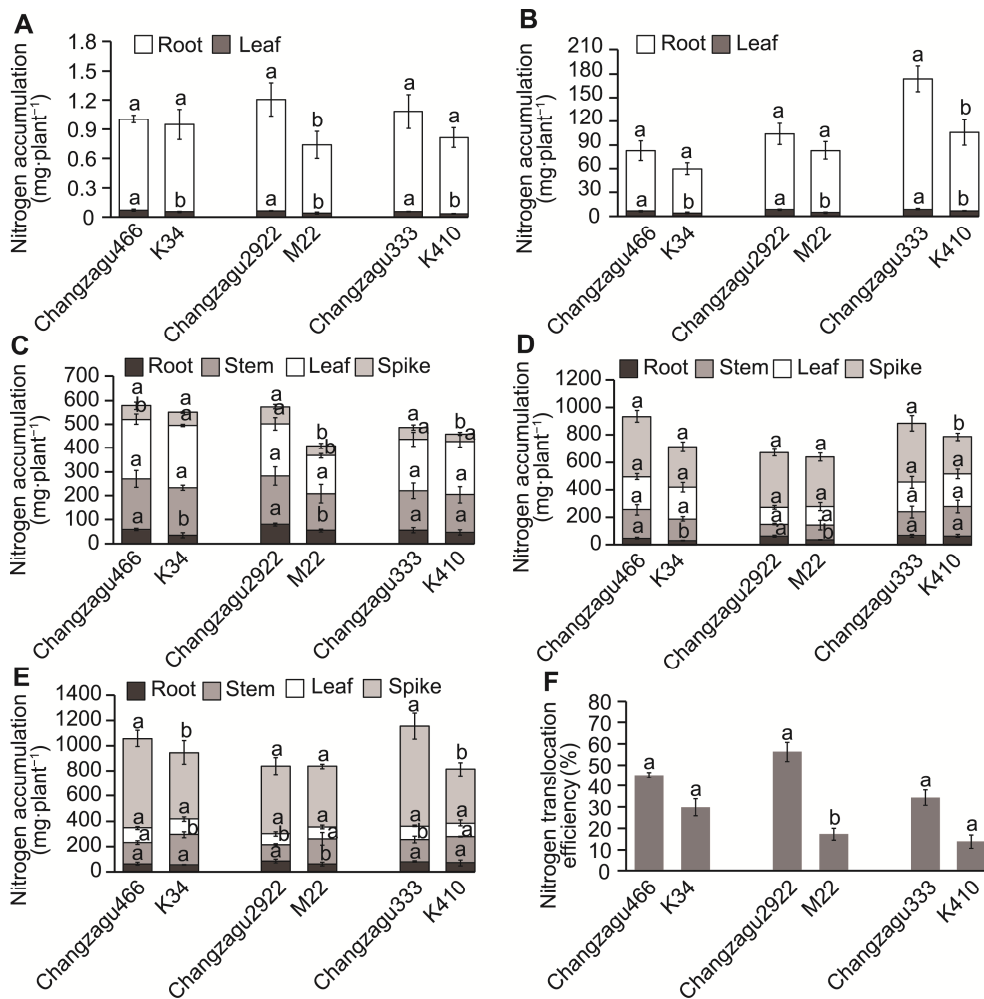 A
Nitrogen accumulation
(mg·plant⁻¹)
Root Leaf
1.8
1.5
1.2
0.9
0.6
0.3
0
a a a b a a
a b a b a b
Changzagu466 K34 Changzagu2922 M22 Changzagu333 K410
B
Nitrogen accumulation
(mg·plant⁻¹)
Root Leaf
210
180
150
120
90
60
30
0
a a a a a b
a b a b a b
Changzagu466 K34 Changzagu2922 M22 Changzagu333 K410
C
Nitrogen accumulation
(mg·plant⁻¹)
Root Stem Leaf Spike
700
600
500
400
300
200
100
0
a a a b a b
b a a b a a
a a a a a a
a b a b a a
Changzagu466 K34 Changzagu2922 M22 Changzagu333 K410
D
Nitrogen accumulation
(mg·plant⁻¹)
Root Stem Leaf Spike
1200
1000
800
600
400
200
0
a a a a a b
a a a a a a
a a a a a a
a b a b a a
Changzagu466 K34 Changzagu2922 M22 Changzagu333 K410
E
Nitrogen accumulation
(mg·plant⁻¹)
Root Stem Leaf Spike
1400
1200
1000
800
600
400
200
0
a b a a a b
a a a a a a
a b b a b a
a a a b a a
Changzagu466 K34 Changzagu2922 M22 Changzagu333 K410
F
Nitrogen translocation
efficiency (%)
80
70
60
50
40
30
20
10
0
a a a b a a
Changzagu466 K34 Changzagu2922 M22 Changzagu333 K410